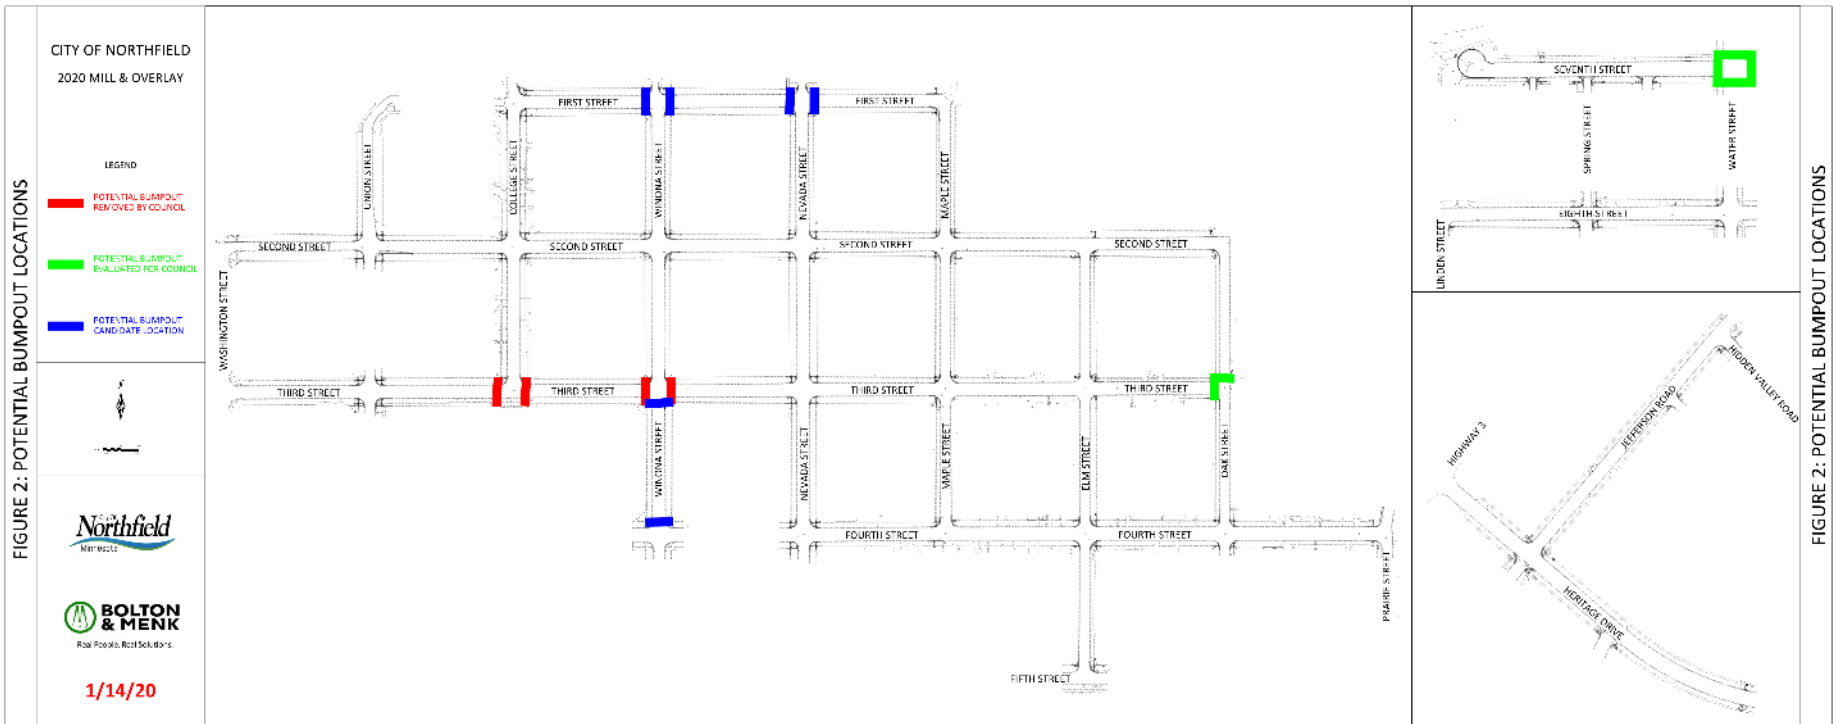 FIGURE 2: POTENTIAL BUMPOUT LOCATIONS
CITY OF NORTHFIELD
2020 MILL & OVERLAY
LEGEND
POTENTIAL BUMPOUT
REMOVED BY COUNCIL
POTENTIAL BUMPOUT
EVALUATED FOR COUNCIL
POTENTIAL BUMPOUT
CANDIDATE LOCATION
Northfield
Minnesota
BOLTON
& MENK
Real People. Real Solutions.
1/14/20
FIRST STREET
FIRST STREET
UNION STREET
COLLEGE STREET
WINONA STREET
NEVADA STREET
MAPLE STREET
SECOND STREET
SECOND STREET
SECOND STREET
SECOND STREET
WASHINGTON STREET
THIRD STREET
THIRD STREET
THIRD STREET
THIRD STREET
WINONA STREET
NEVADA STREET
MAPLE STREET
ELM STREET
OAK STREET
FOURTH STREET
FOURTH STREET
PRAIRIE STREET
FIFTH STREET
SEVENTH STREET
SPRING STREET
WATER STREET
EIGHTH STREET
LINDEN STREET
HIDDEN VALLEY ROAD
JEFFERSON ROAD
HIGHWAY 3
HERITAGE DRIVE
FIGURE 2: POTENTIAL BUMPOUT LOCATIONS